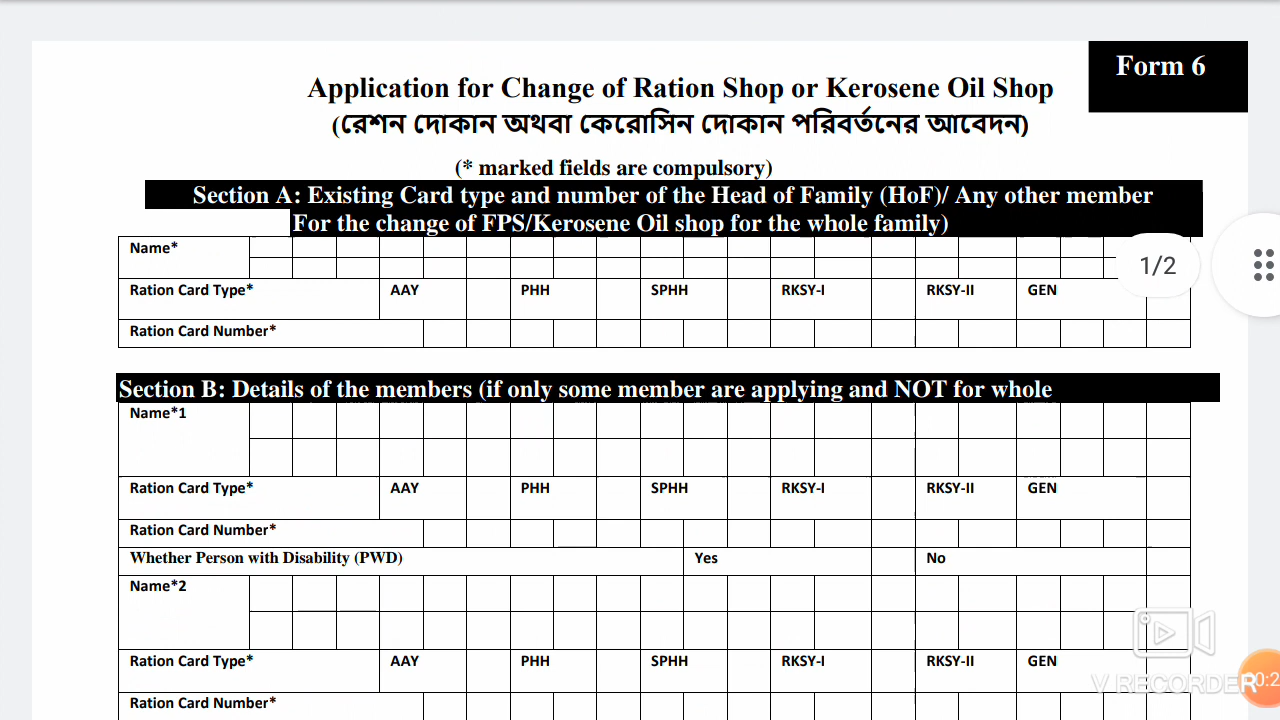 Form 6
Application for Change of Ration Shop or Kerosene Oil Shop
(রেশন দোকান অথবা কেরোসিন দোকান পরিবর্তনের আবেদন)
(* marked fields are compulsory)
Section A: Existing Card type and number of the Head of Family (HoF)/ Any other member
For the change of FPS/Kerosene Oil shop for the whole family)
Name*
1/2
Ration Card Type* AAY PHH SPHH RKSY-I RKSY-II GEN
Ration Card Number*
Section B: Details of the members (if only some member are applying and NOT for whole
Name*1
Ration Card Type* AAY PHH SPHH RKSY-I RKSY-II GEN
Ration Card Number*
Whether Person with Disability (PWD) Yes No
Name*2
Ration Card Type* AAY PHH SPHH RKSY-I RKSY-II GEN
Ration Card Number*
V RECORDER